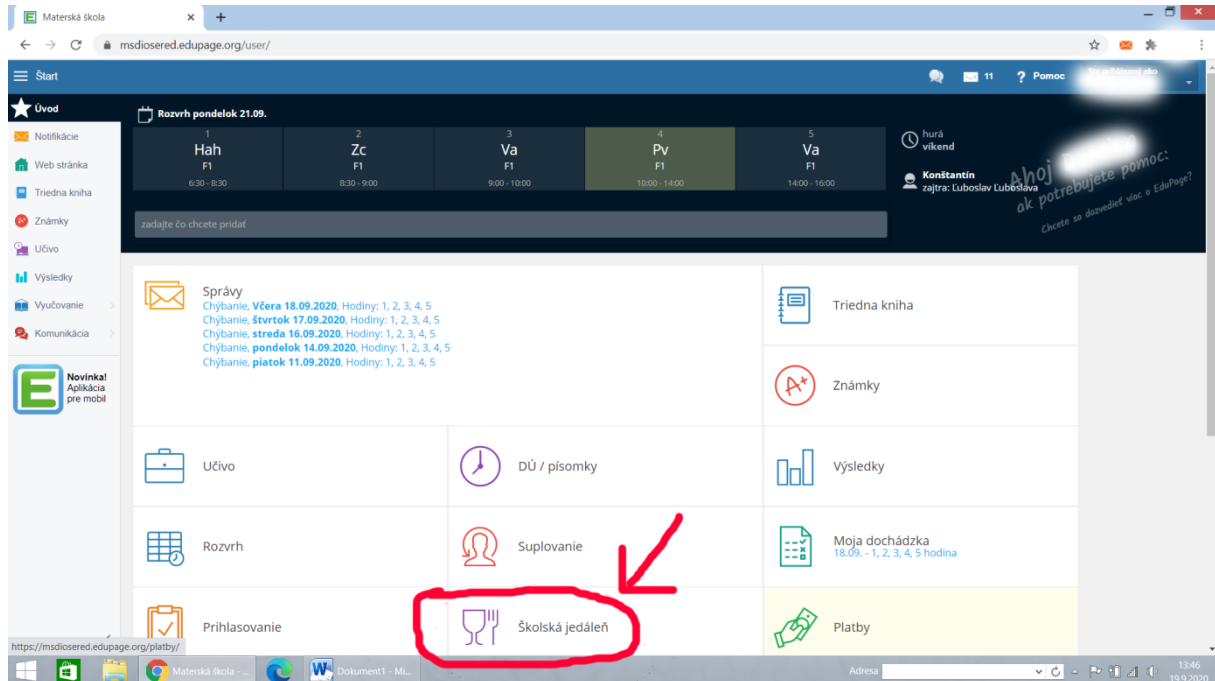 Materská škola
msdiosered.edupage.org/user/
Štart
11
? Pomoc
Úvod
Notifikácie
Web stránka
Triedna kniha
Známky
Učivo
Výsledky
Vyučovanie
Komunikácia
Novinka!
Aplikácia
pre mobil
Rozvrh pondelok 21.09.
1 2 3 4 5
Hah Zc Va Pv Va
F1 F1 F1 F1 F1
6:30 - 8:30 8:30 - 9:00 9:00 - 10:00 10:00 - 14:00 14:00 - 16:00
hurá
víkend
Konštantín
zajtra: Ľuboslav Ľuboslava
Ahoj
ak potrebujete pomoc:
Chcete sa dozvedieť viac o EduPage?
zadajte čo chcete pridať
Správy
Chýbanie, Včera 18.09.2020, Hodiny: 1, 2, 3, 4, 5
Chýbanie, štvrtok 17.09.2020, Hodiny: 1, 2, 3, 4, 5
Chýbanie, streda 16.09.2020, Hodiny: 1, 2, 3, 4, 5
Chýbanie, pondelok 14.09.2020, Hodiny: 1, 2, 3, 4, 5
Chýbanie, piatok 11.09.2020, Hodiny: 1, 2, 3, 4, 5
Triedna kniha
A+
Známky
Učivo
DÚ / písomky
Výsledky
Rozvrh
Suplovanie
Moja dochádzka
18.09. - 1, 2, 3, 4, 5 hodina
Prihlasovanie
Školská jedáleň
Platby
https://msdiosered.edupage.org/platby/
Materská škola - ...
Dokument1 - Mi...
Adresa
13:46
19.9.2020